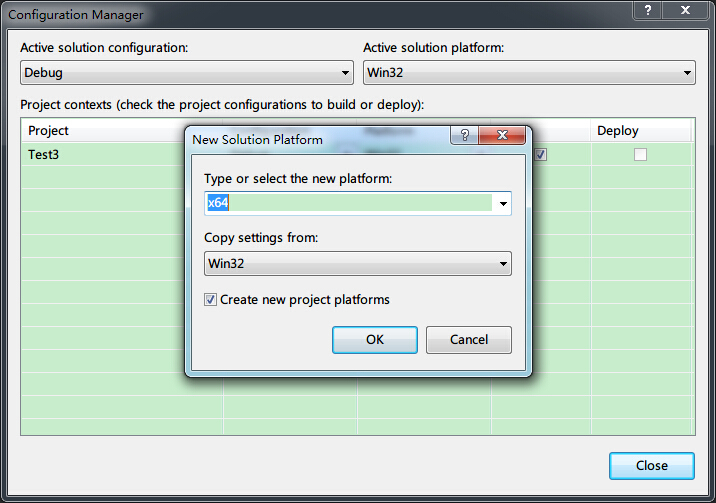 Configuration Manager
Active solution configuration:
Active solution platform:
Debug
Win32
Project contexts (check the project configurations to build or deploy):
Project
Deploy
Test3
New Solution Platform
Type or select the new platform:
x64
Copy settings from:
Win32
Create new project platforms
OK
Cancel
Close